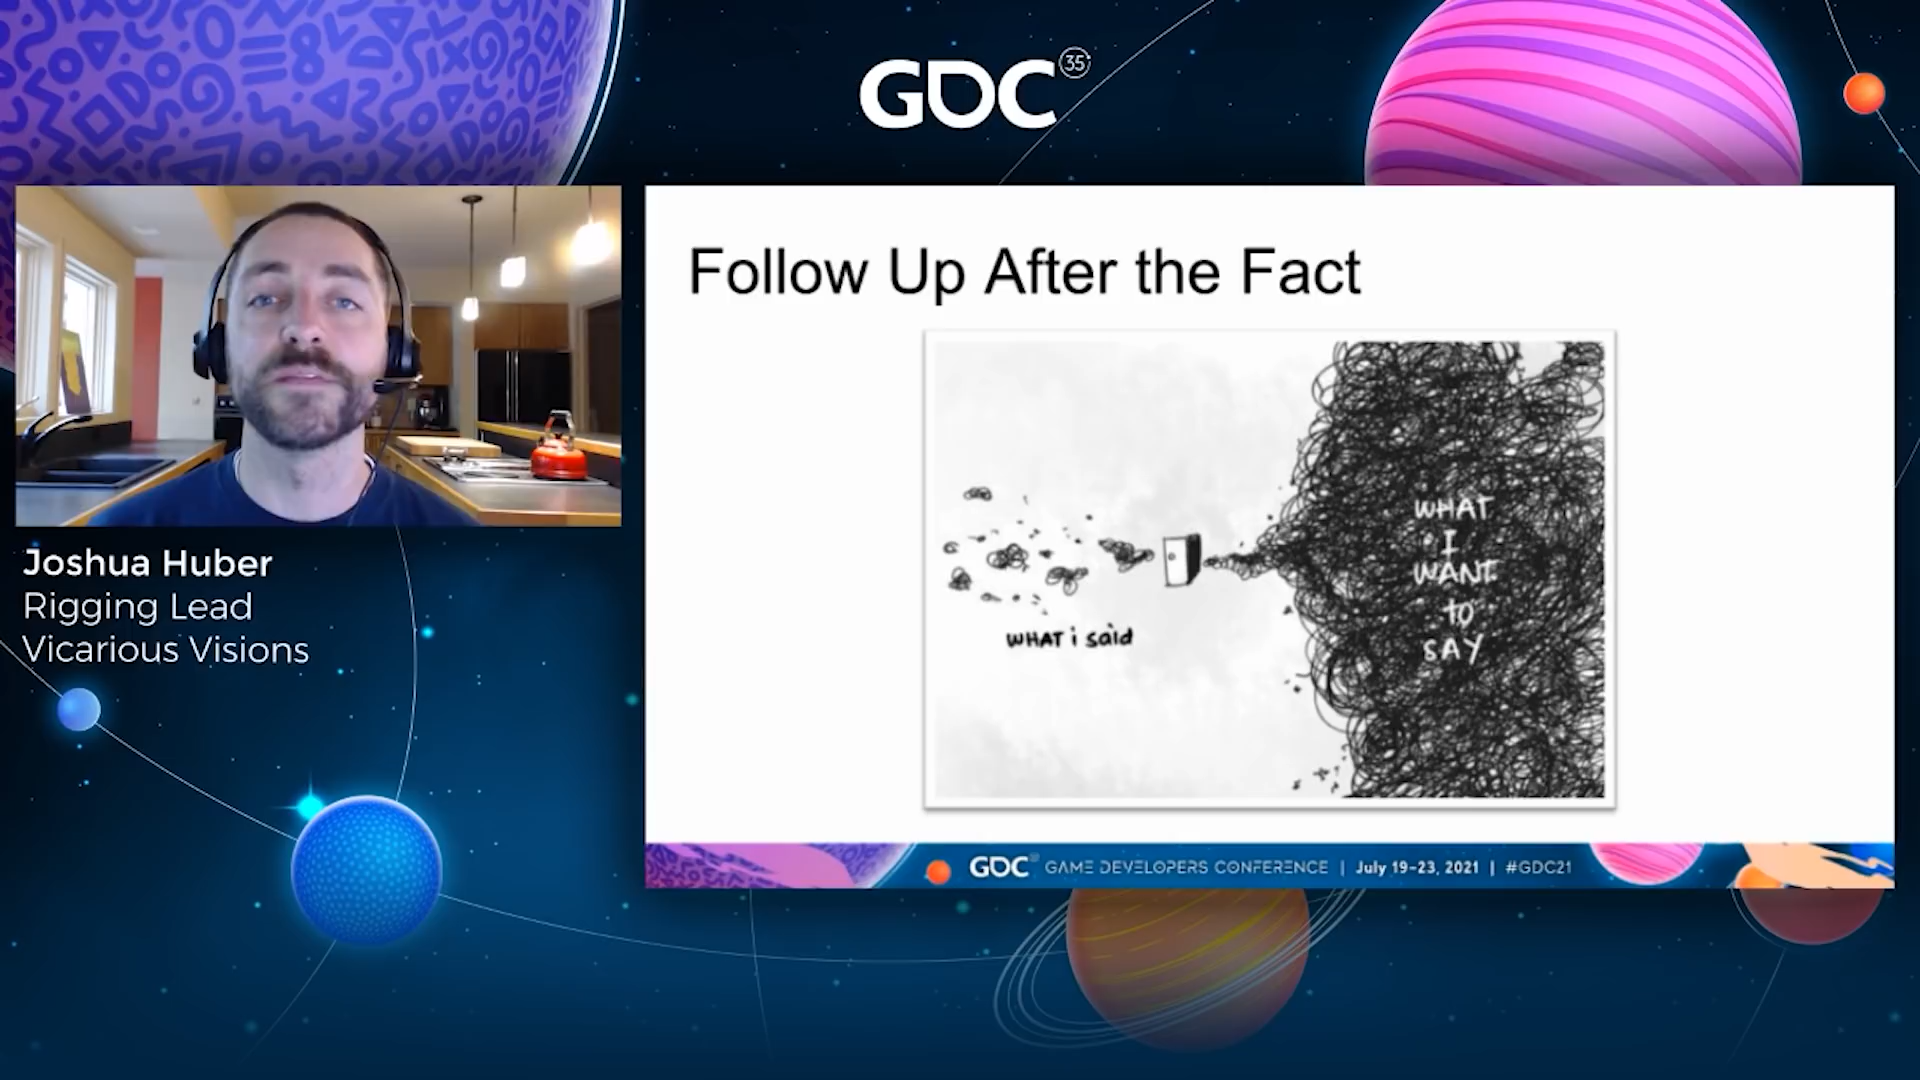 GDC 35
Joshua Huber
Rigging Lead
Vicarious Visions
Follow Up After the Fact
WHAT i said
WHAT
I
WANT
to
SAY
GDC GAME DEVELOPERS CONFERENCE | July 19-23, 2021 | #GDC21